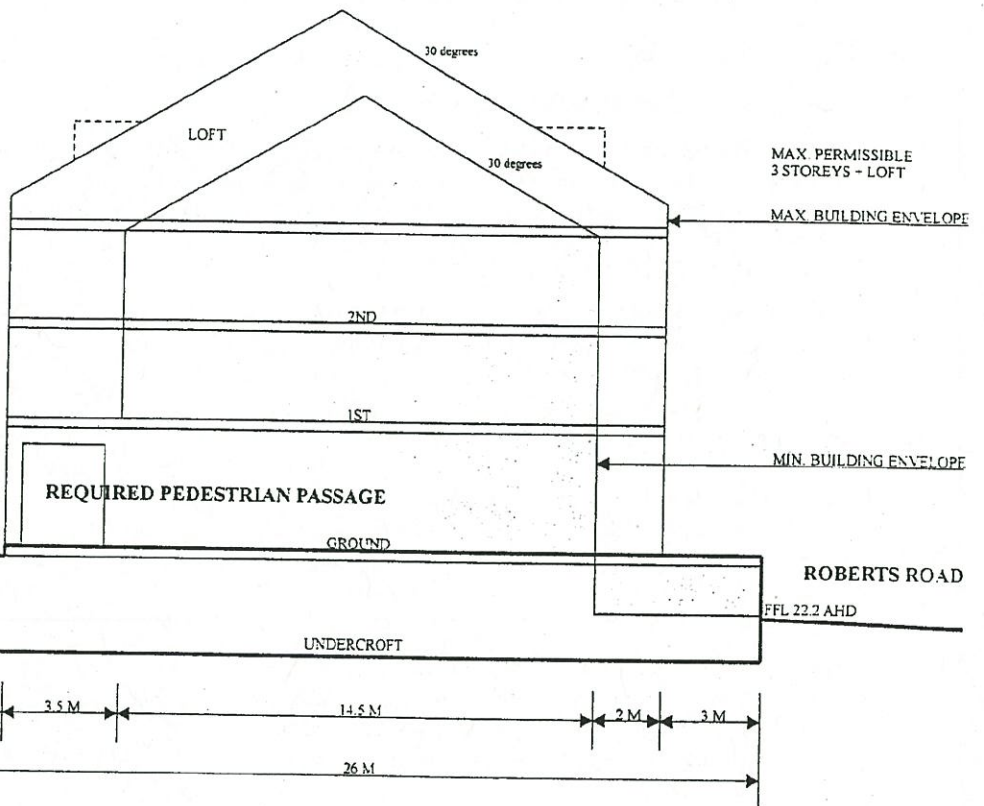 30 degrees
LOFT
30 degrees
MAX. PERMISSIBLE
3 STOREYS + LOFT
MAX. BUILDING ENVELOPE
2ND
1ST
MIN. BUILDING ENVELOPE
REQUIRED PEDESTRIAN PASSAGE
GROUND
ROBERTS ROAD
FFL 22.2 AHD
UNDERCROFT
3.5 M
14.5 M
2 M
3 M
26 M